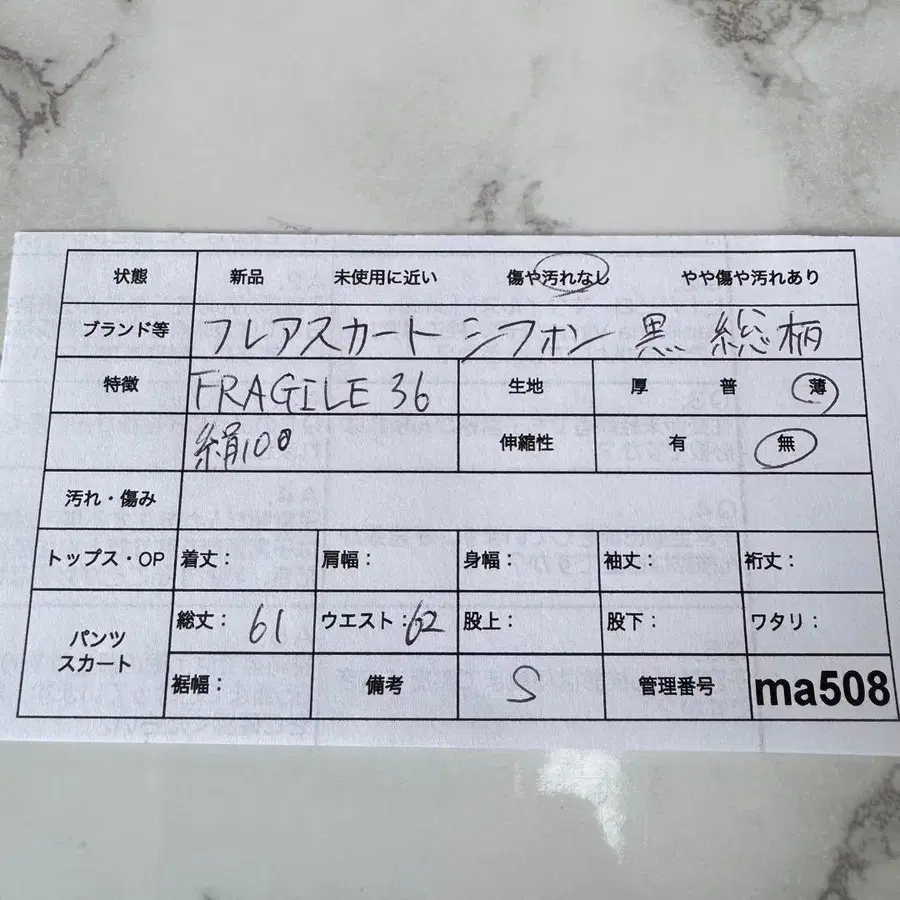 状態 新品 未使用に近い 傷や汚れなし やや傷や汚れあり
ブランド等 フレアスカート シフォン 黒 総柄
特徴 FRAGILE 36 生地 厚 普 薄
絹100 伸縮性 有 無
汚れ・傷み
トップス・OP 着丈: 肩幅: 身幅: 袖丈: 裄丈:
パンツ スカート 総丈: 61 ウエスト: 62 股上: 股下: ワタリ:
裾幅: 備考 S 管理番号 ma508